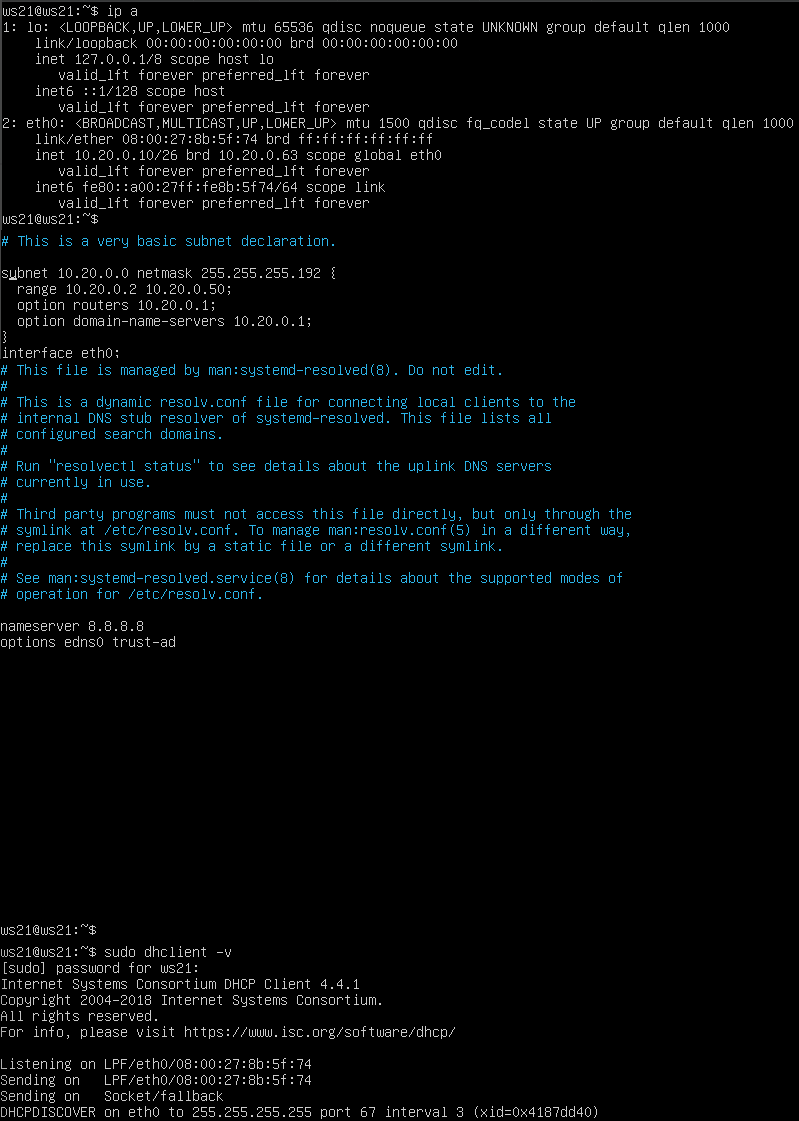 ws21@ws21:~$ ip a
1: lo: <LOOPBACK,UP,LOWER_UP> mtu 65536 qdisc noqueue state UNKNOWN group default qlen 1000
    link/loopback 00:00:00:00:00:00 brd 00:00:00:00:00:00
    inet 127.0.0.1/8 scope host lo
       valid_lft forever preferred_lft forever
    inet6 ::1/128 scope host
       valid_lft forever preferred_lft forever
2: eth0: <BROADCAST,MULTICAST,UP,LOWER_UP> mtu 1500 qdisc fq_codel state UP group default qlen 1000
    link/ether 08:00:27:8b:5f:74 brd ff:ff:ff:ff:ff:ff
    inet 10.20.0.10/26 brd 10.20.0.63 scope global eth0
       valid_lft forever preferred_lft forever
    inet6 fe80::a00:27ff:fe8b:5f74/64 scope link
       valid_lft forever preferred_lft forever
ws21@ws21:~$
# This is a very basic subnet declaration.

subnet 10.20.0.0 netmask 255.255.255.192 {
  range 10.20.0.2 10.20.0.50;
  option routers 10.20.0.1;
  option domain-name-servers 10.20.0.1;
}
interface eth0;
# This file is managed by man:systemd-resolved(8). Do not edit.
#
# This is a dynamic resolv.conf file for connecting local clients to the
# internal DNS stub resolver of systemd-resolved. This file lists all
# configured search domains.
#
# Run "resolvectl status" to see details about the uplink DNS servers
# currently in use.
#
# Third party programs must not access this file directly, but only through the
# symlink at /etc/resolv.conf. To manage man:resolv.conf(5) in a different way,
# replace this symlink by a static file or a different symlink.
#
# See man:systemd-resolved.service(8) for details about the supported modes of
# operation for /etc/resolv.conf.

nameserver 8.8.8.8
options edns0 trust-ad
ws21@ws21:~$
ws21@ws21:~$ sudo dhclient -v
[sudo] password for ws21:
Internet Systems Consortium DHCP Client 4.4.1
Copyright 2004-2018 Internet Systems Consortium.
All rights reserved.
For info, please visit https://www.isc.org/software/dhcp/

Listening on LPF/eth0/08:00:27:8b:5f:74
Sending on   LPF/eth0/08:00:27:8b:5f:74
Sending on   Socket/fallback
DHCPDISCOVER on eth0 to 255.255.255.255 port 67 interval 3 (xid=0x4187dd40)